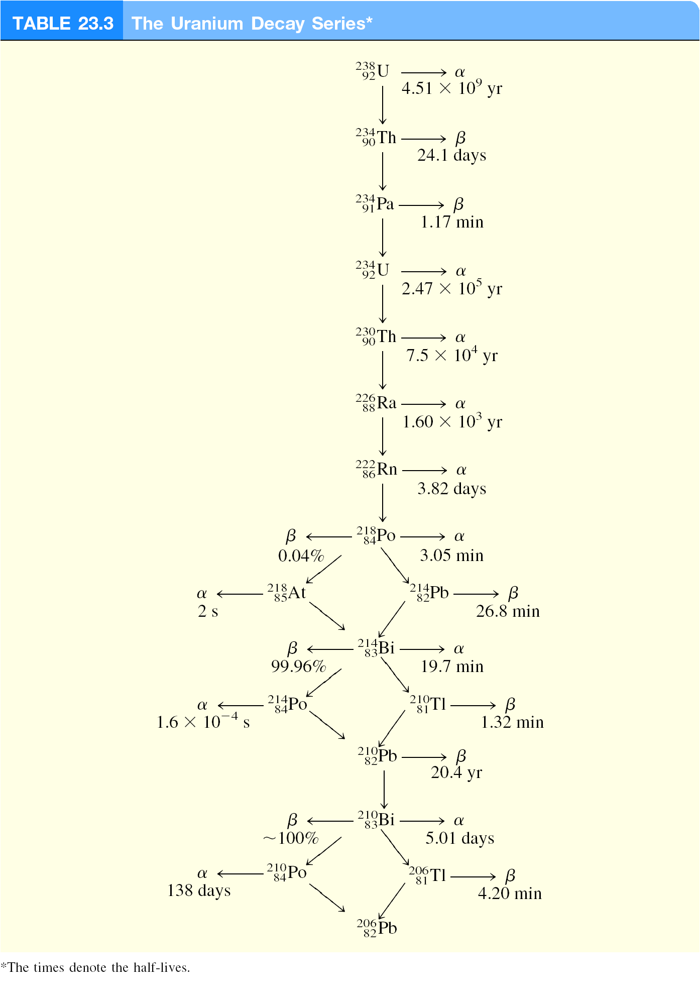 TABLE 23.3 The Uranium Decay Series*
²³⁸₉₂U ⟶ α
4.51 × 10⁹ yr
²³⁴₉₀Th ⟶ β
24.1 days
²³⁴₉₁Pa ⟶ β
1.17 min
²³⁴₉₂U ⟶ α
2.47 × 10⁵ yr
²³⁰₉₀Th ⟶ α
7.5 × 10⁴ yr
²²⁶₈₈Ra ⟶ α
1.60 × 10³ yr
²²²₈₆Rn ⟶ α
3.82 days
β ⟵ ²¹⁸₈₄Po ⟶ α
0.04% 3.05 min
α ⟵ ²¹⁸₈₅At ²¹⁴₈₂Pb ⟶ β
2 s 26.8 min
β ⟵ ²¹⁴₈₃Bi ⟶ α
99.96% 19.7 min
α ⟵ ²¹⁴₈₄Po ²¹⁰₈₁Tl ⟶ β
1.6 × 10⁻⁴ s 1.32 min
²¹⁰₈₂Pb ⟶ β
20.4 yr
β ⟵ ²¹⁰₈₃Bi ⟶ α
~100% 5.01 days
α ⟵ ²¹⁰₈₄Po ²⁰⁶₈₁Tl ⟶ β
138 days 4.20 min
²⁰⁶₈₂Pb
*The times denote the half-lives.